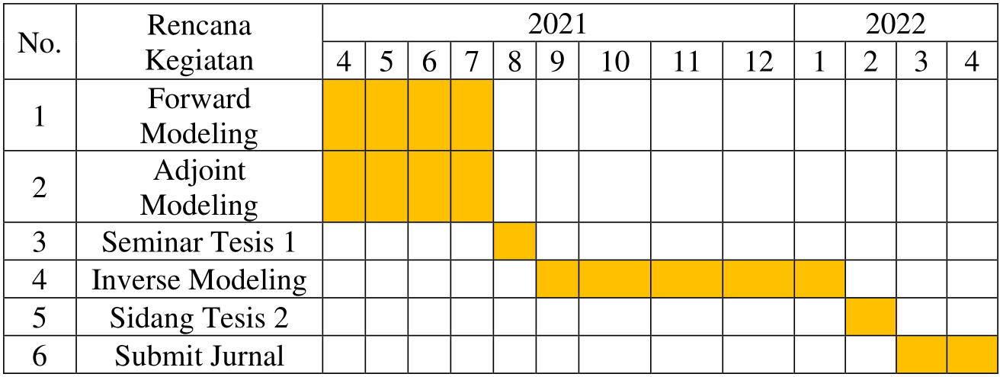 No.
Rencana
Kegiatan
2021
2022
4 5 6 7 8 9 10 11 12 1 2 3 4
1
Forward
Modeling
2
Adjoint
Modeling
3 Seminar Tesis 1
4 Inverse Modeling
5 Sidang Tesis 2
6 Submit Jurnal